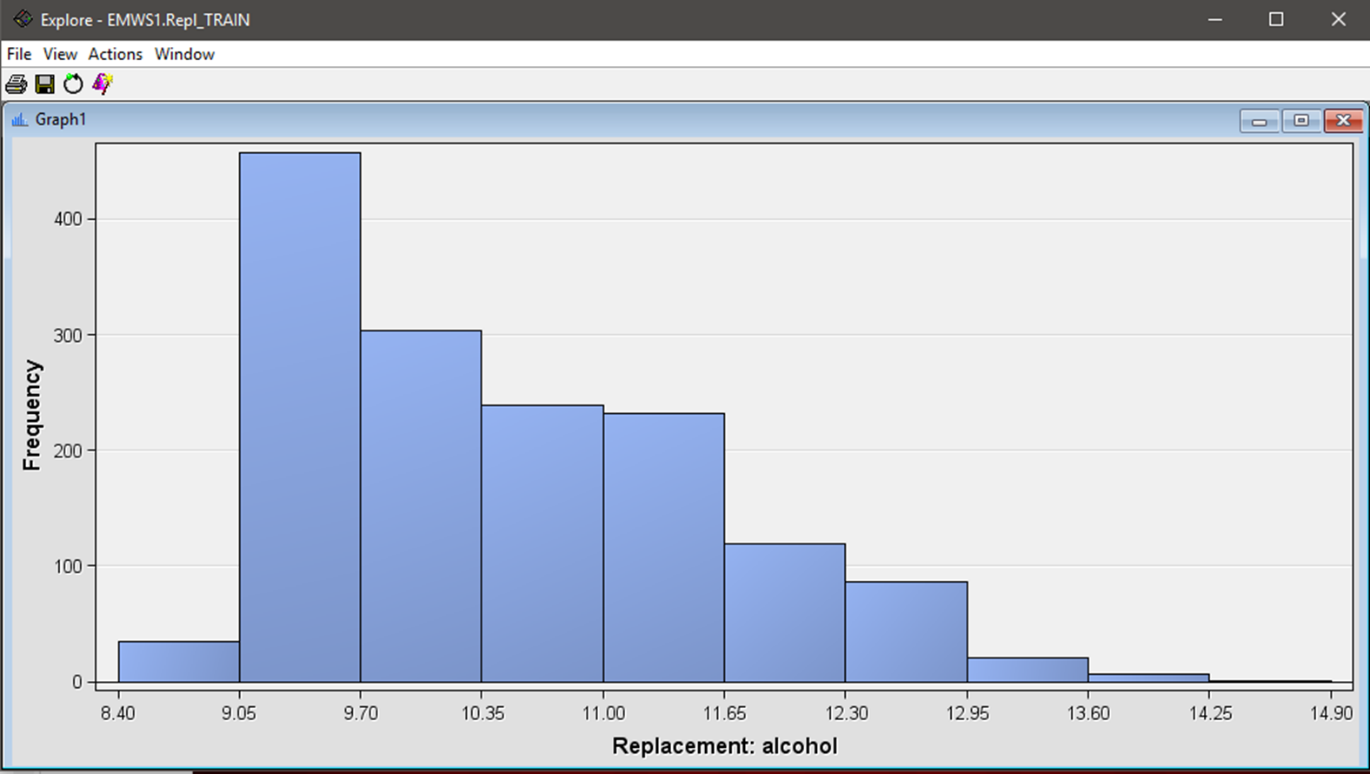 Explore - EMWS1.Repl_TRAIN
File View Actions Window
Graph1
400
300
200
100
0
Frequency
8.40 9.05 9.70 10.35 11.00 11.65 12.30 12.95 13.60 14.25 14.90
Replacement: alcohol